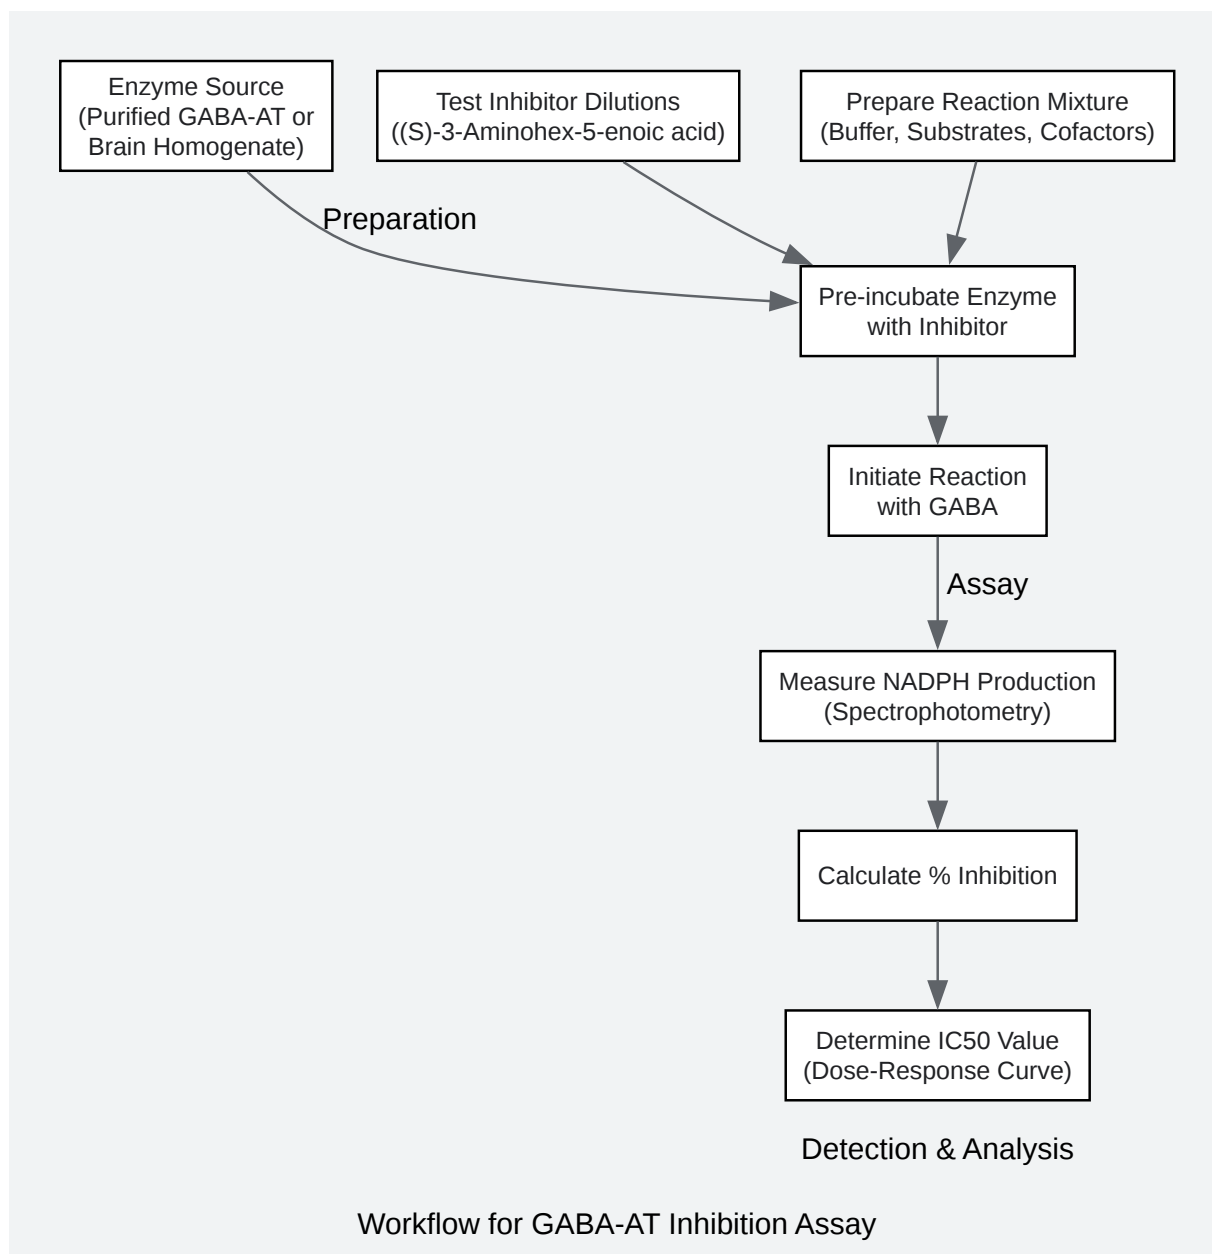 Enzyme Source
(Purified GABA-AT or
Brain Homogenate)
Test Inhibitor Dilutions
((S)-3-Aminohex-5-enoic acid)
Prepare Reaction Mixture
(Buffer, Substrates, Cofactors)
Preparation
Pre-incubate Enzyme
with Inhibitor
Initiate Reaction
with GABA
Assay
Measure NADPH Production
(Spectrophotometry)
Calculate % Inhibition
Determine IC50 Value
(Dose-Response Curve)
Detection & Analysis
Workflow for GABA-AT Inhibition Assay